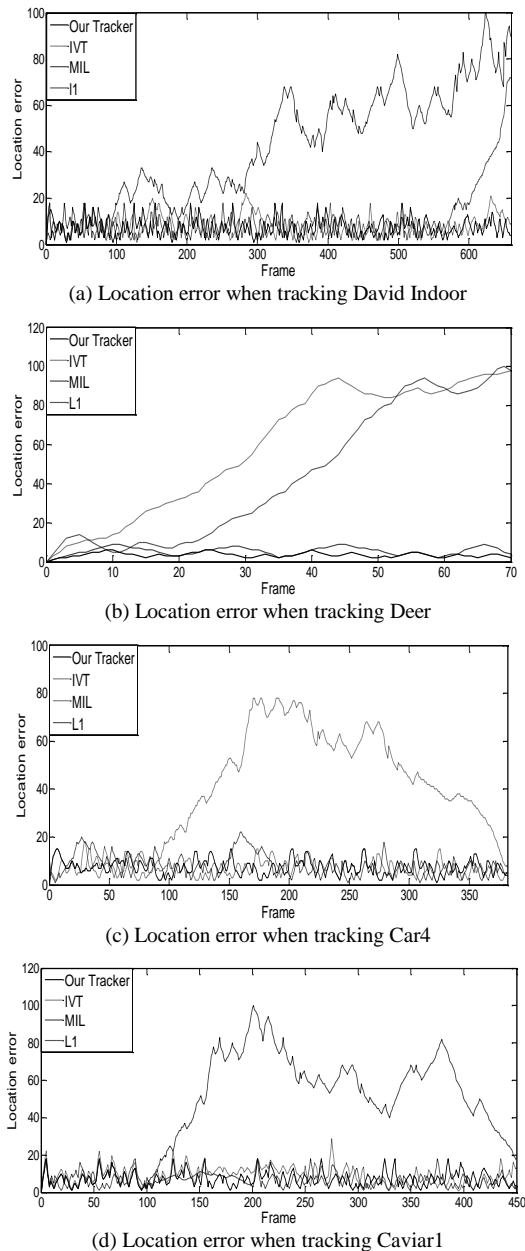 100
80
60
40
20
0
Location error
Our Tracker
IVT
MIL
l1
0 100 200 300 400 500 600
Frame
(a) Location error when tracking David Indoor
120
100
80
60
40
20
0
Location error
Our Tracker
IVT
MIL
L1
0 10 20 30 40 50 60 70
Frame
(b) Location error when tracking Deer
100
80
60
40
20
0
Location error
Our Tracker
IVT
MIL
L1
0 50 100 150 200 250 300 350
Frame
(c) Location error when tracking Car4
120
100
80
60
40
20
0
Location error
Our Tracker
IVT
MIL
L1
0 50 100 150 200 250 300 350 400 450
Frame
(d) Location error when tracking Caviar1